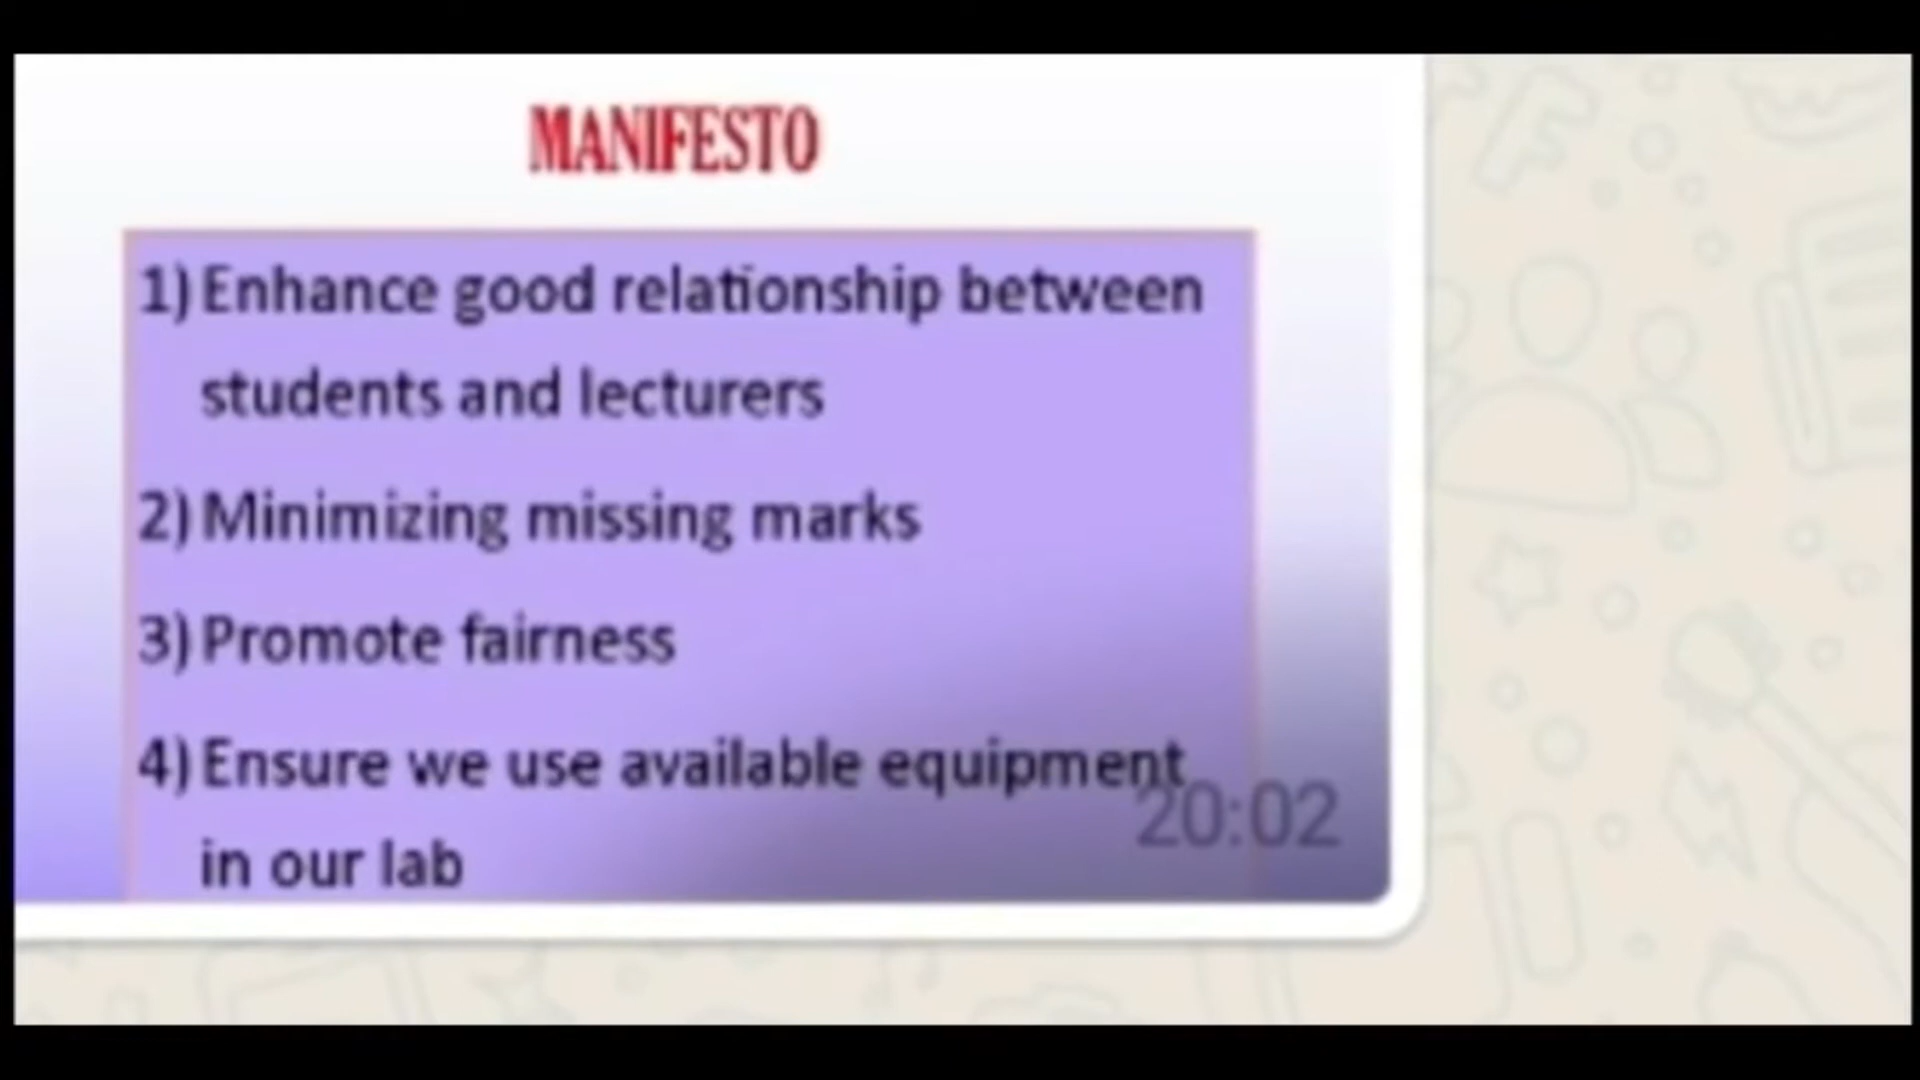 MANIFESTO
1) Enhance good relationship between
students and lecturers
2) Minimizing missing marks
3) Promote fairness
4) Ensure we use available equipment
in our lab
20:02